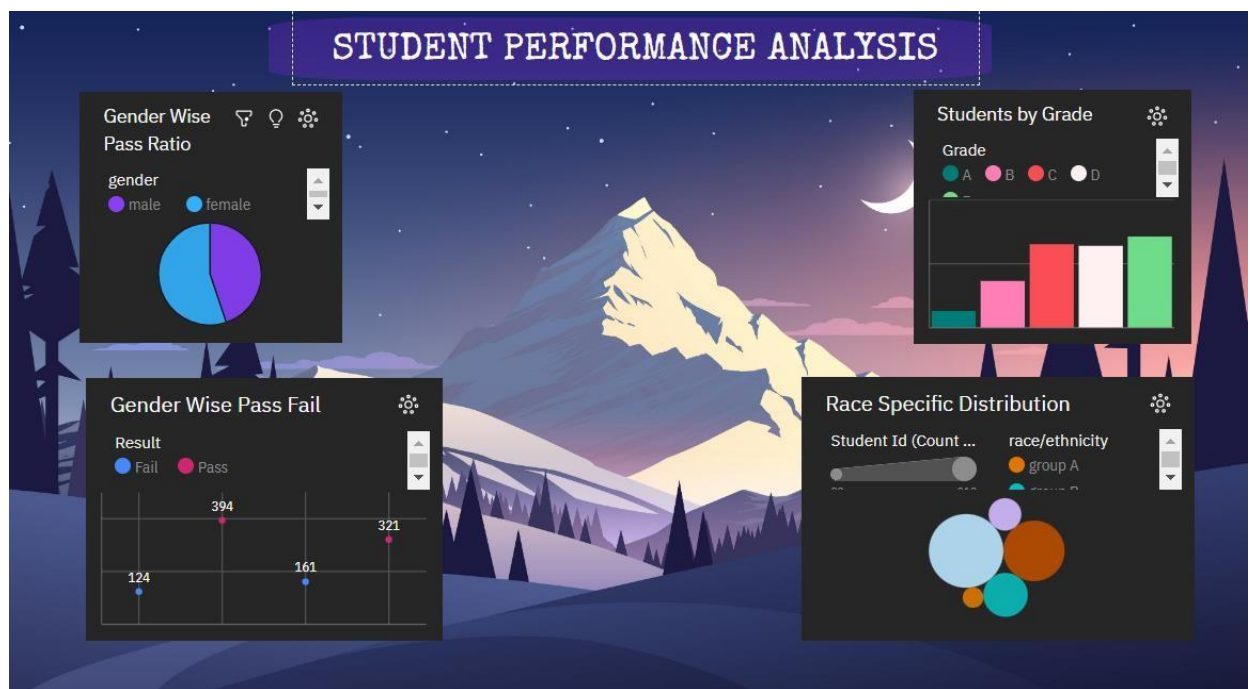 STUDENT PERFORMANCE ANALYSIS
Gender Wise
Pass Ratio
gender
male female
Students by Grade
Grade
A B C D
Gender Wise Pass Fail
Result
Fail Pass
394
321
161
124
Race Specific Distribution
Student Id (Count ... race/ethnicity
group A